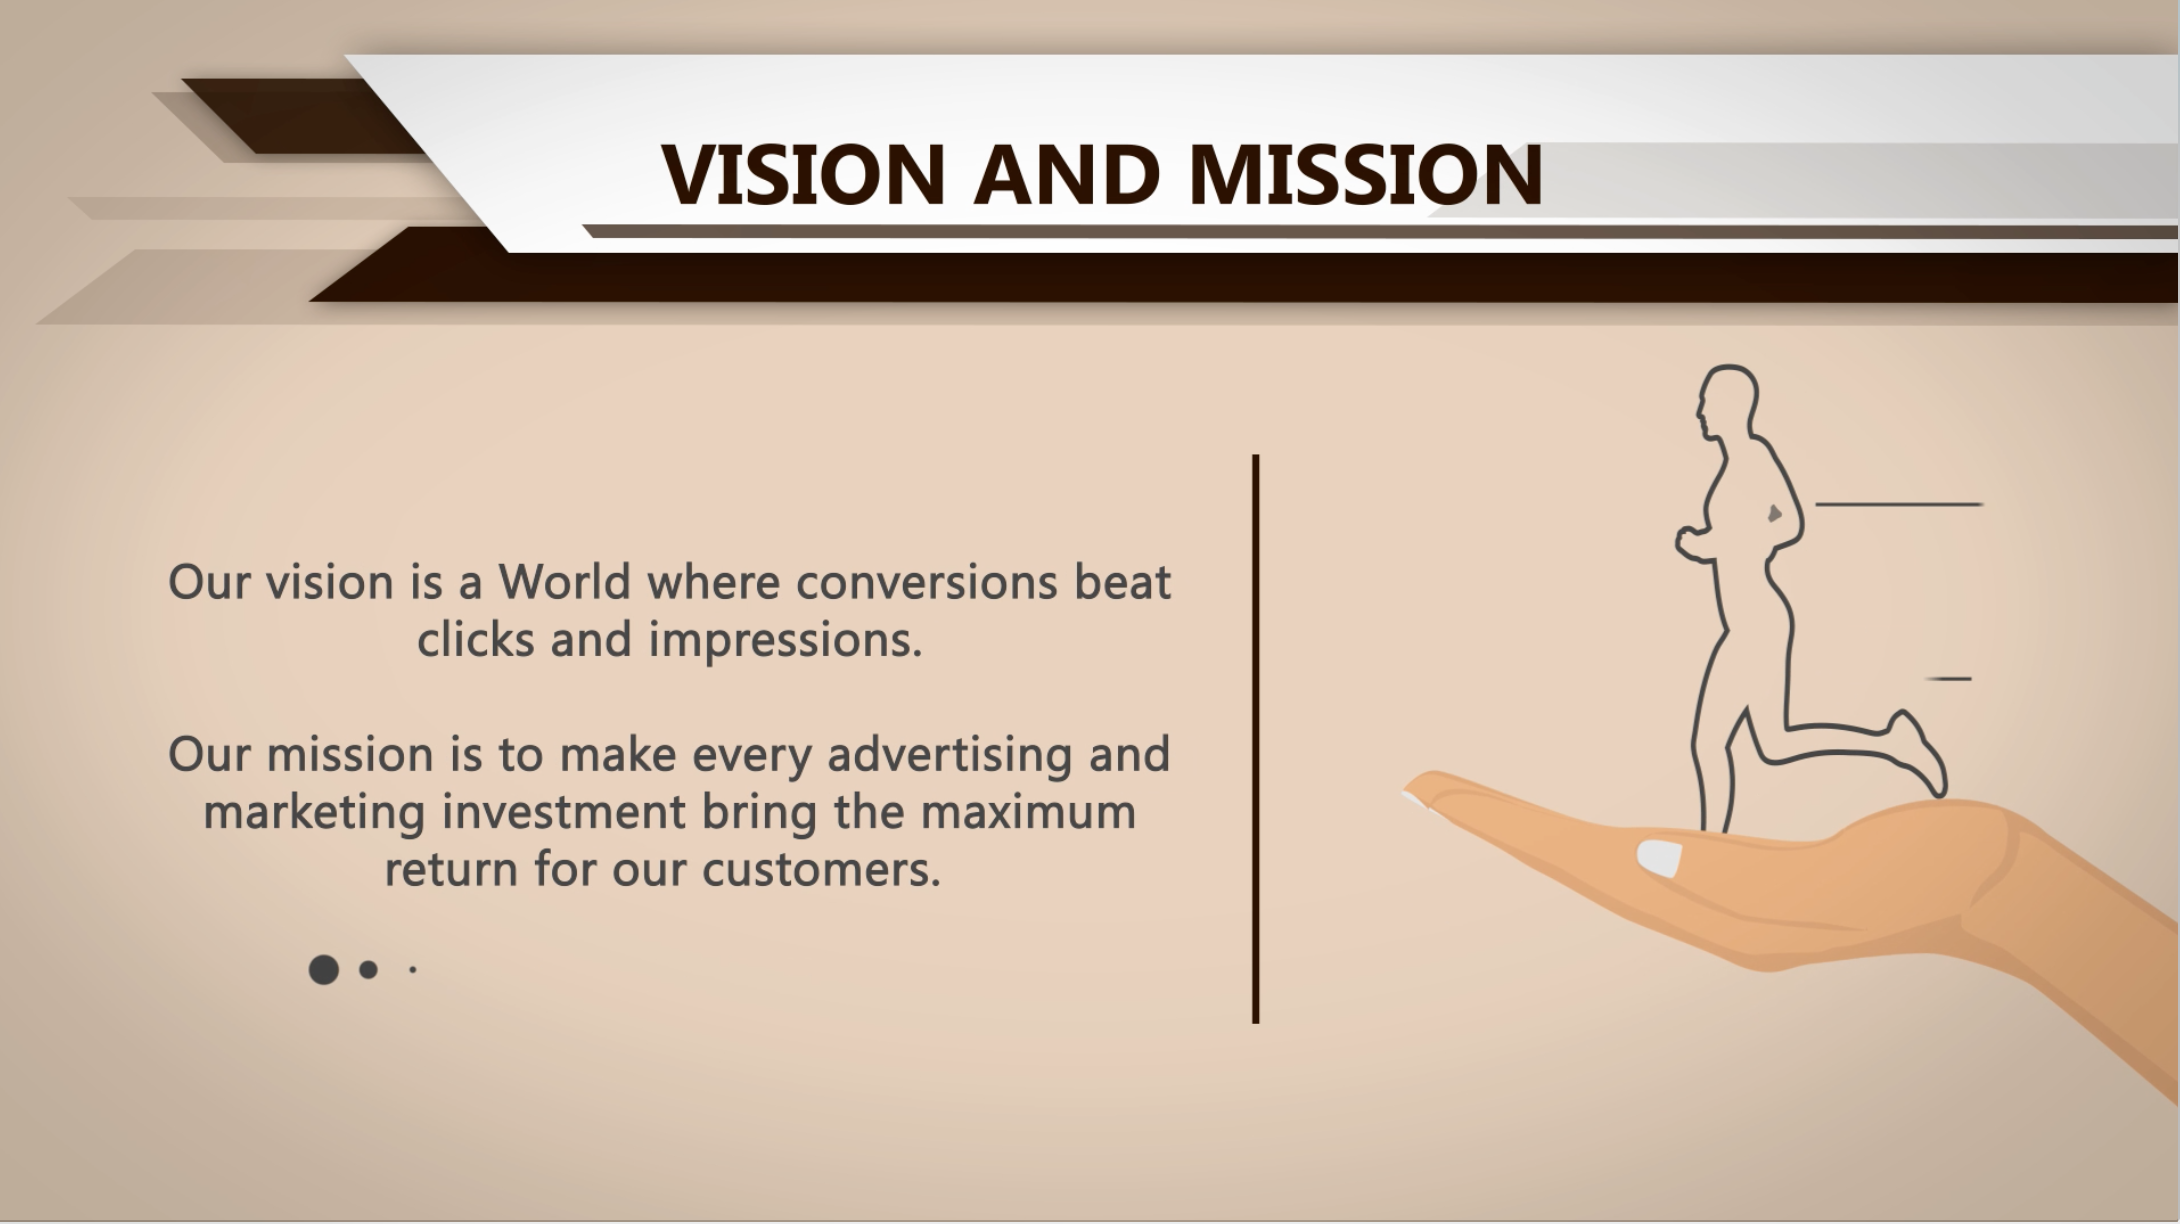 VISION AND MISSION
Our vision is a World where conversions beat
clicks and impressions.
Our mission is to make every advertising and
marketing investment bring the maximum
return for our customers.